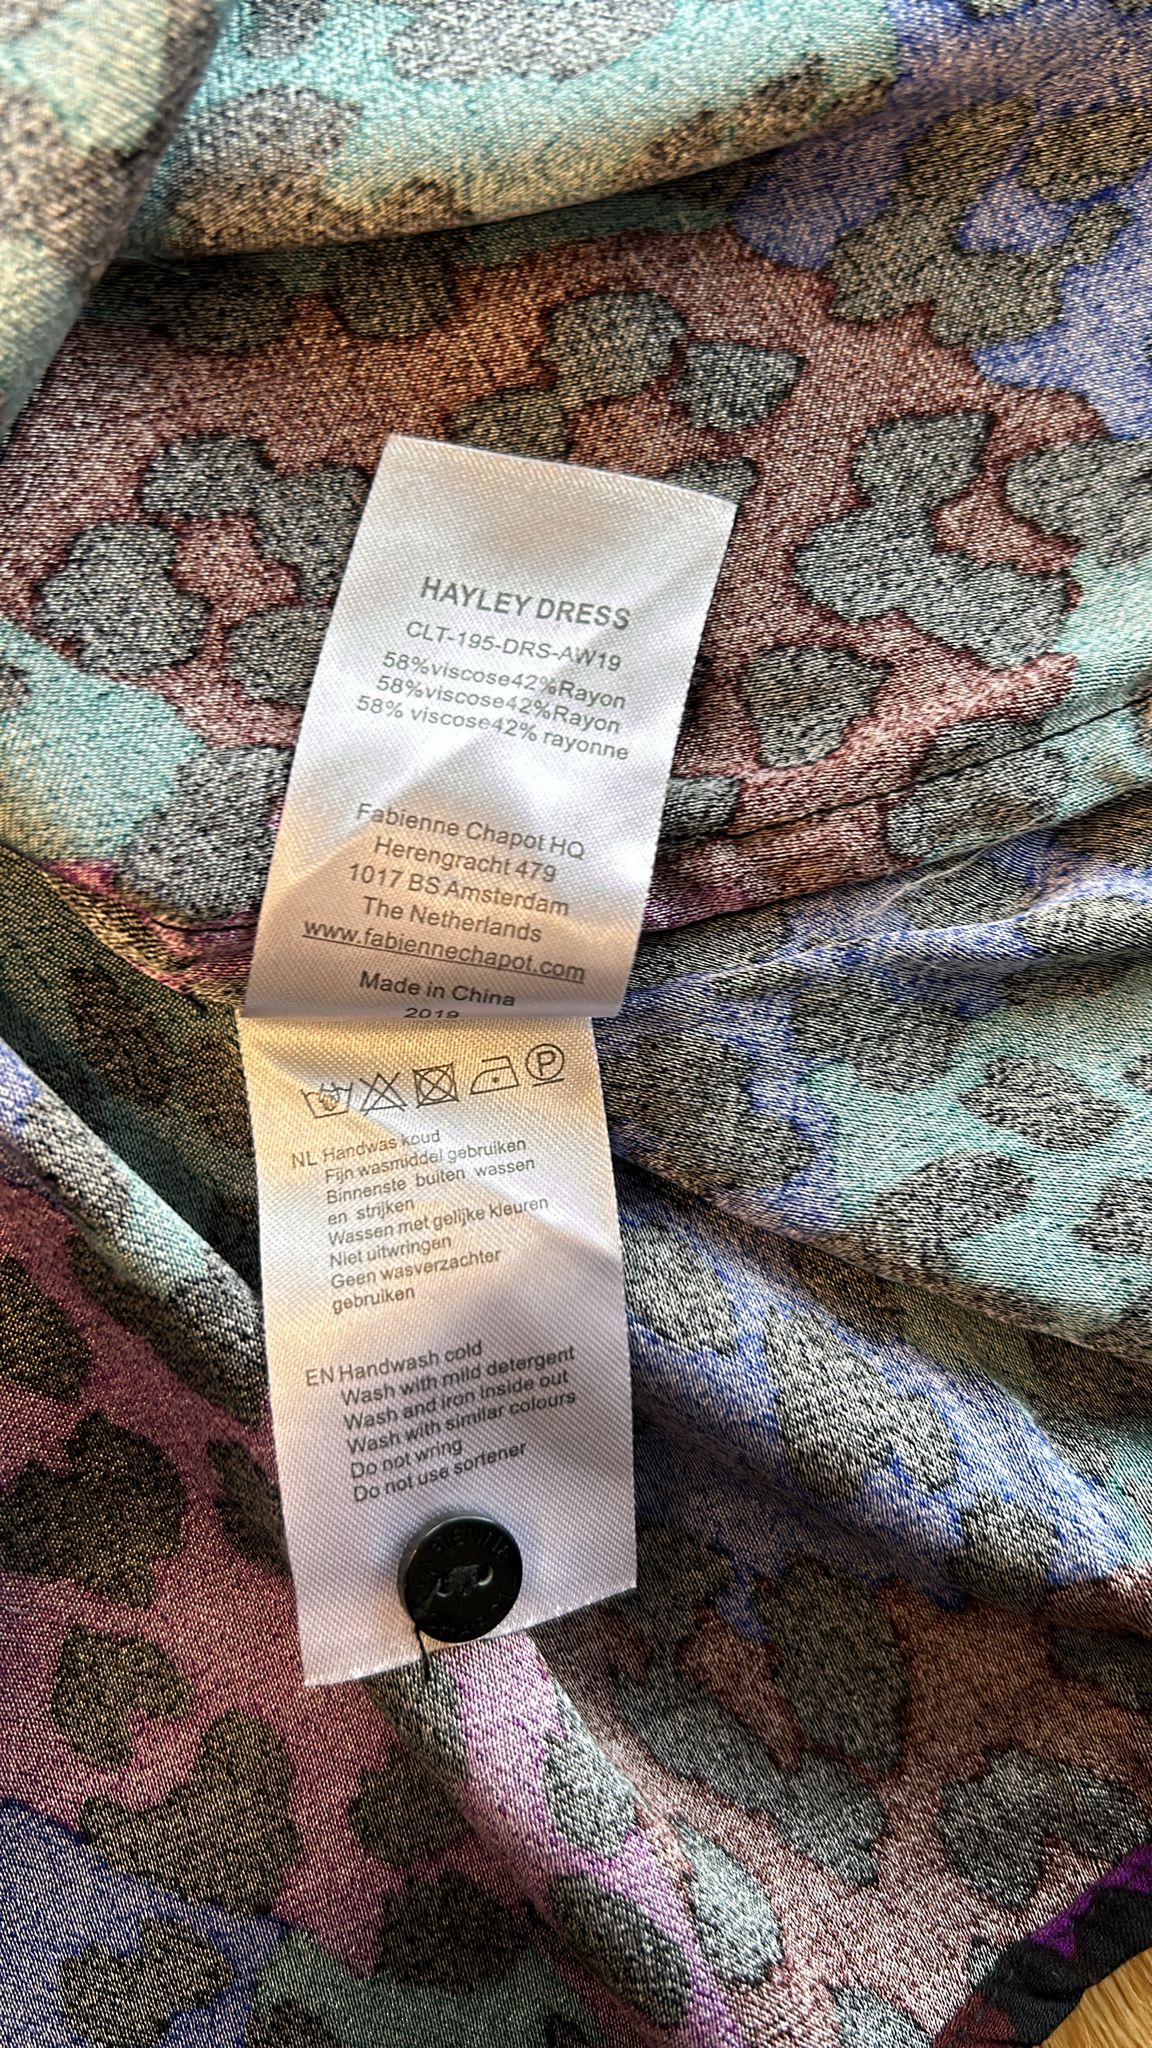 HAYLEY DRESS
CLT-195-DRS-AW19
58%viscose42%Rayon
58%viscose42%Rayon
58% viscose42% rayonne
Fabienne Chapot HQ
Herengracht 479
1017 BS Amsterdam
The Netherlands
www.fabiennechapot.com
Made in China
2019
P
NL Handwas koud
Fijn wasmiddel gebruiken
Binnenste buiten wassen
en strijken
Wassen met gelijke kleuren
Niet uitwringen
Geen wasverzachter
gebruiken
EN Handwash cold
Wash with mild detergent
Wash and iron inside out
Wash with similar colours
Do not wring
Do not use sortener